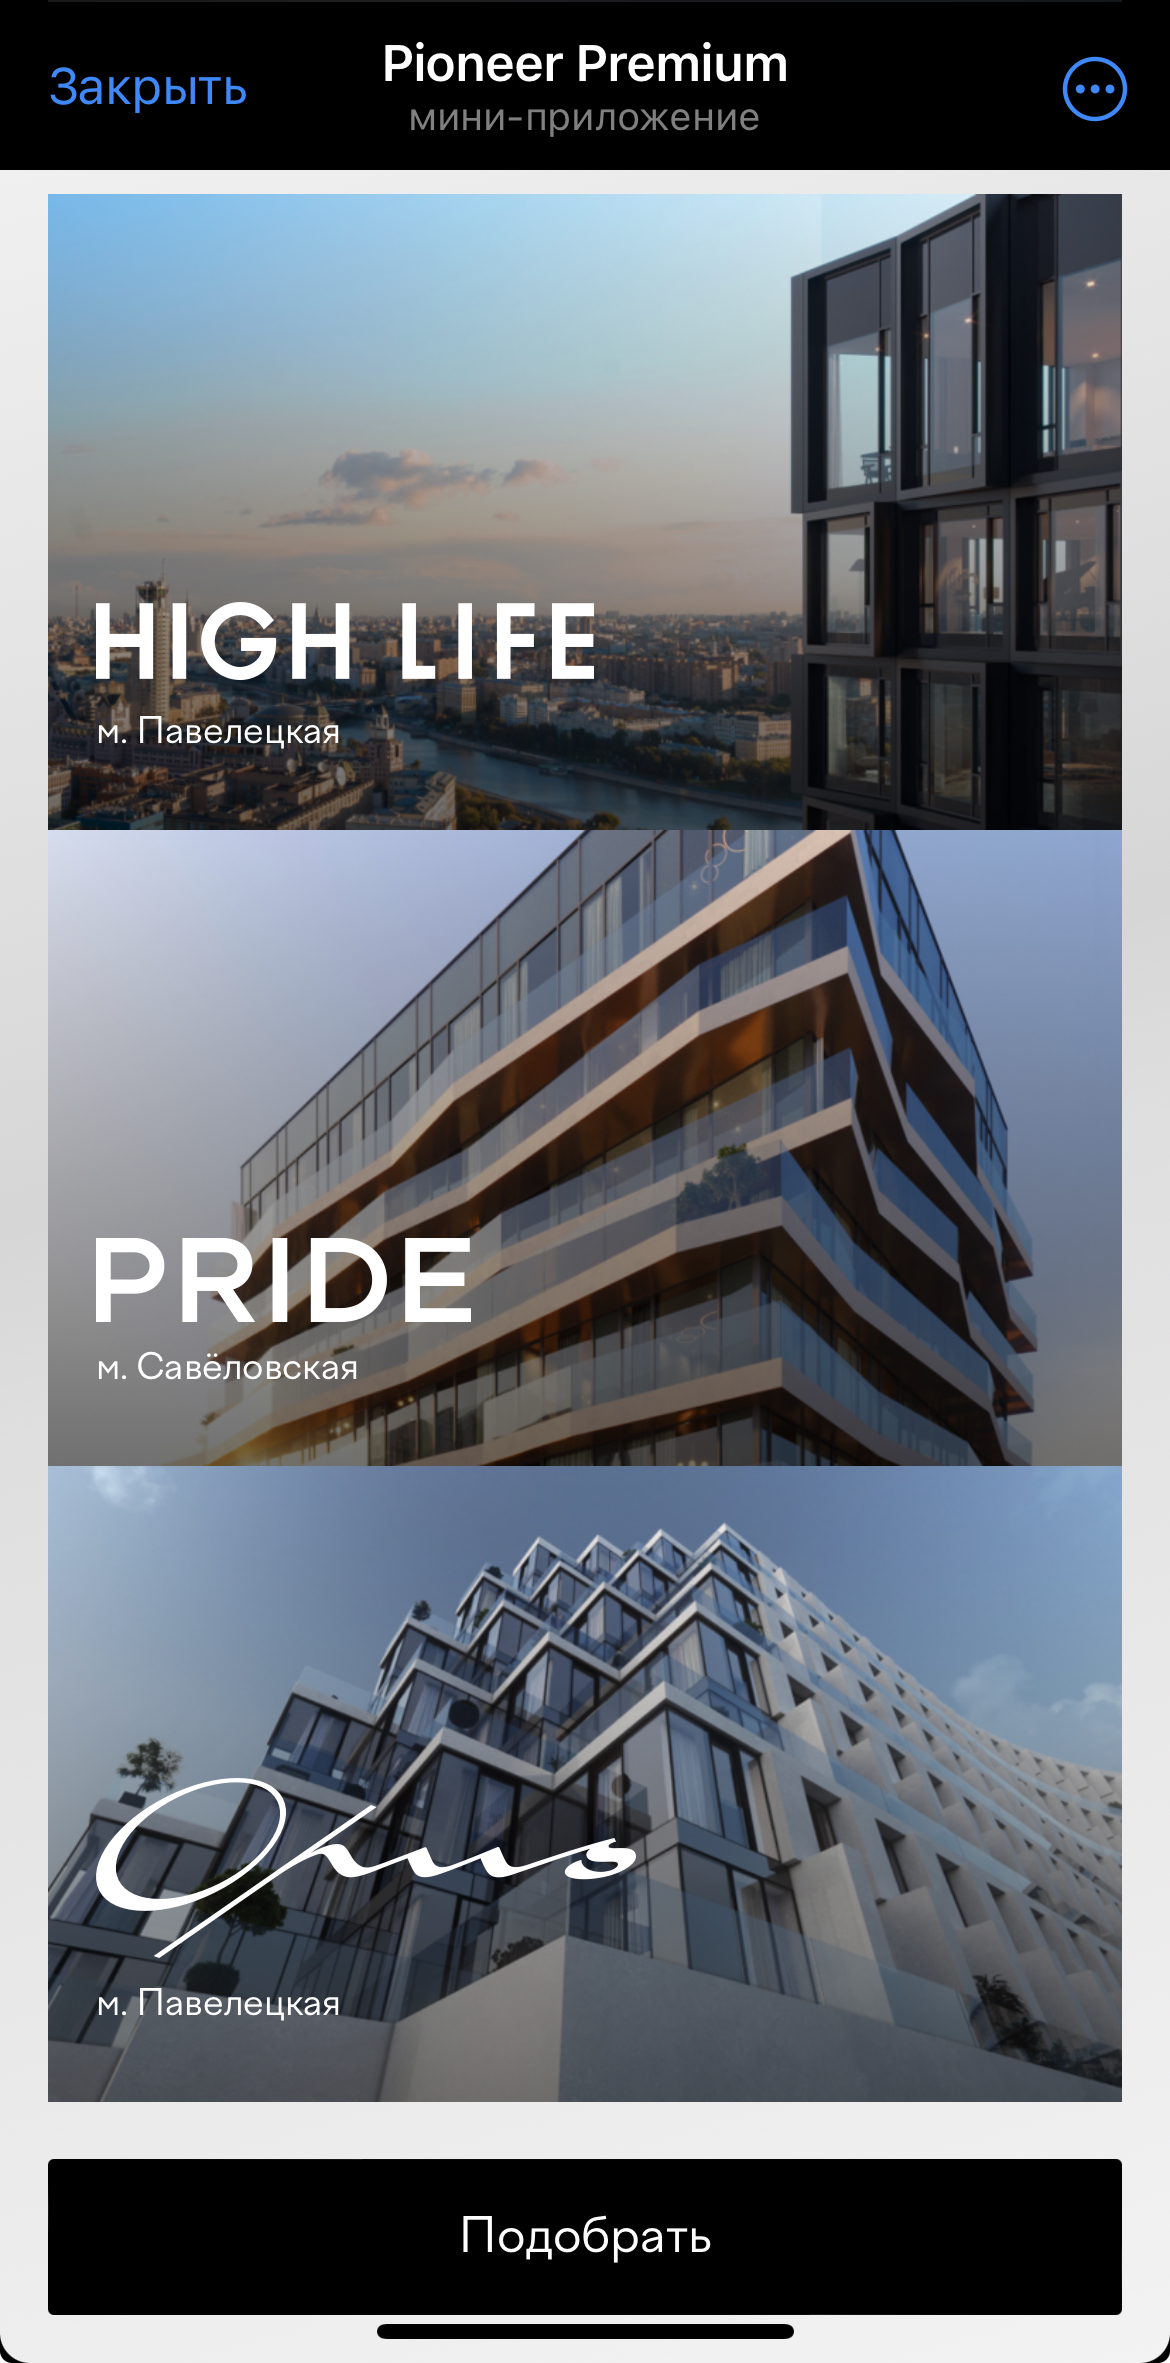 Закрыть
Pioneer Premium
мини-приложение
HIGH LIFE
м. Павелецкая
PRIDE
м. Савёловская
Opus
м. Павелецкая
Подобрать